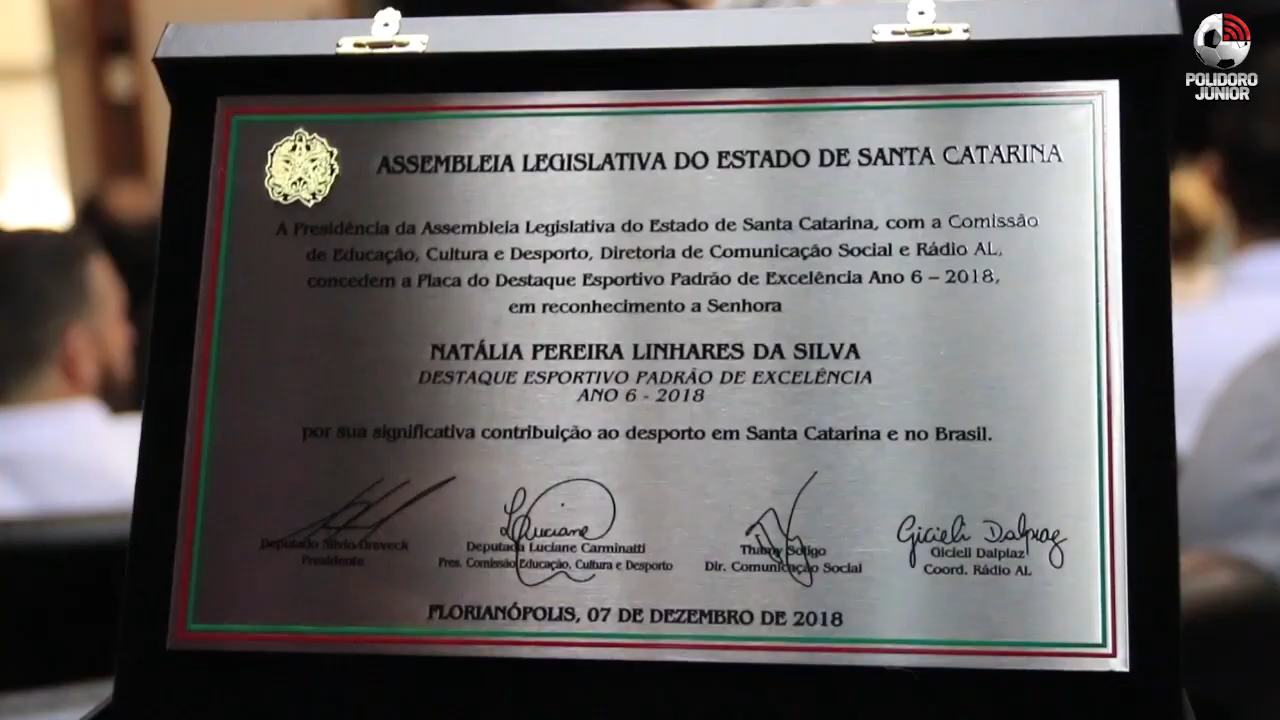 POLIDORO
JÚNIOR
ASSEMBLEIA LEGISLATIVA DO ESTADO DE SANTA CATARINA
A Presidência da Assembleia Legislativa do Estado de Santa Catarina, com a Comissão
de Educação, Cultura e Desporto, Diretoria de Comunicação Social e Rádio AL,
concedem a Placa do Destaque Esportivo Padrão de Excelência Ano 6 – 2018,
em reconhecimento a Senhora
NATÁLIA PEREIRA LINHARES DA SILVA
DESTAQUE ESPORTIVO PADRÃO DE EXCELÊNCIA
ANO 6 - 2018
por sua significativa contribuição ao desporto em Santa Catarina e no Brasil.
Luciane
Gicieli Dalpiaz
Deputado Silvio Dreveck
Presidente
Deputada Luciane Carminatti
Pres. Comissão Educação, Cultura e Desporto
Thamy Soligo
Dir. Comunicação Social
Gicieli Dalpiaz
Coord. Rádio AL
FLORIANÓPOLIS, 07 DE DEZEMBRO DE 2018